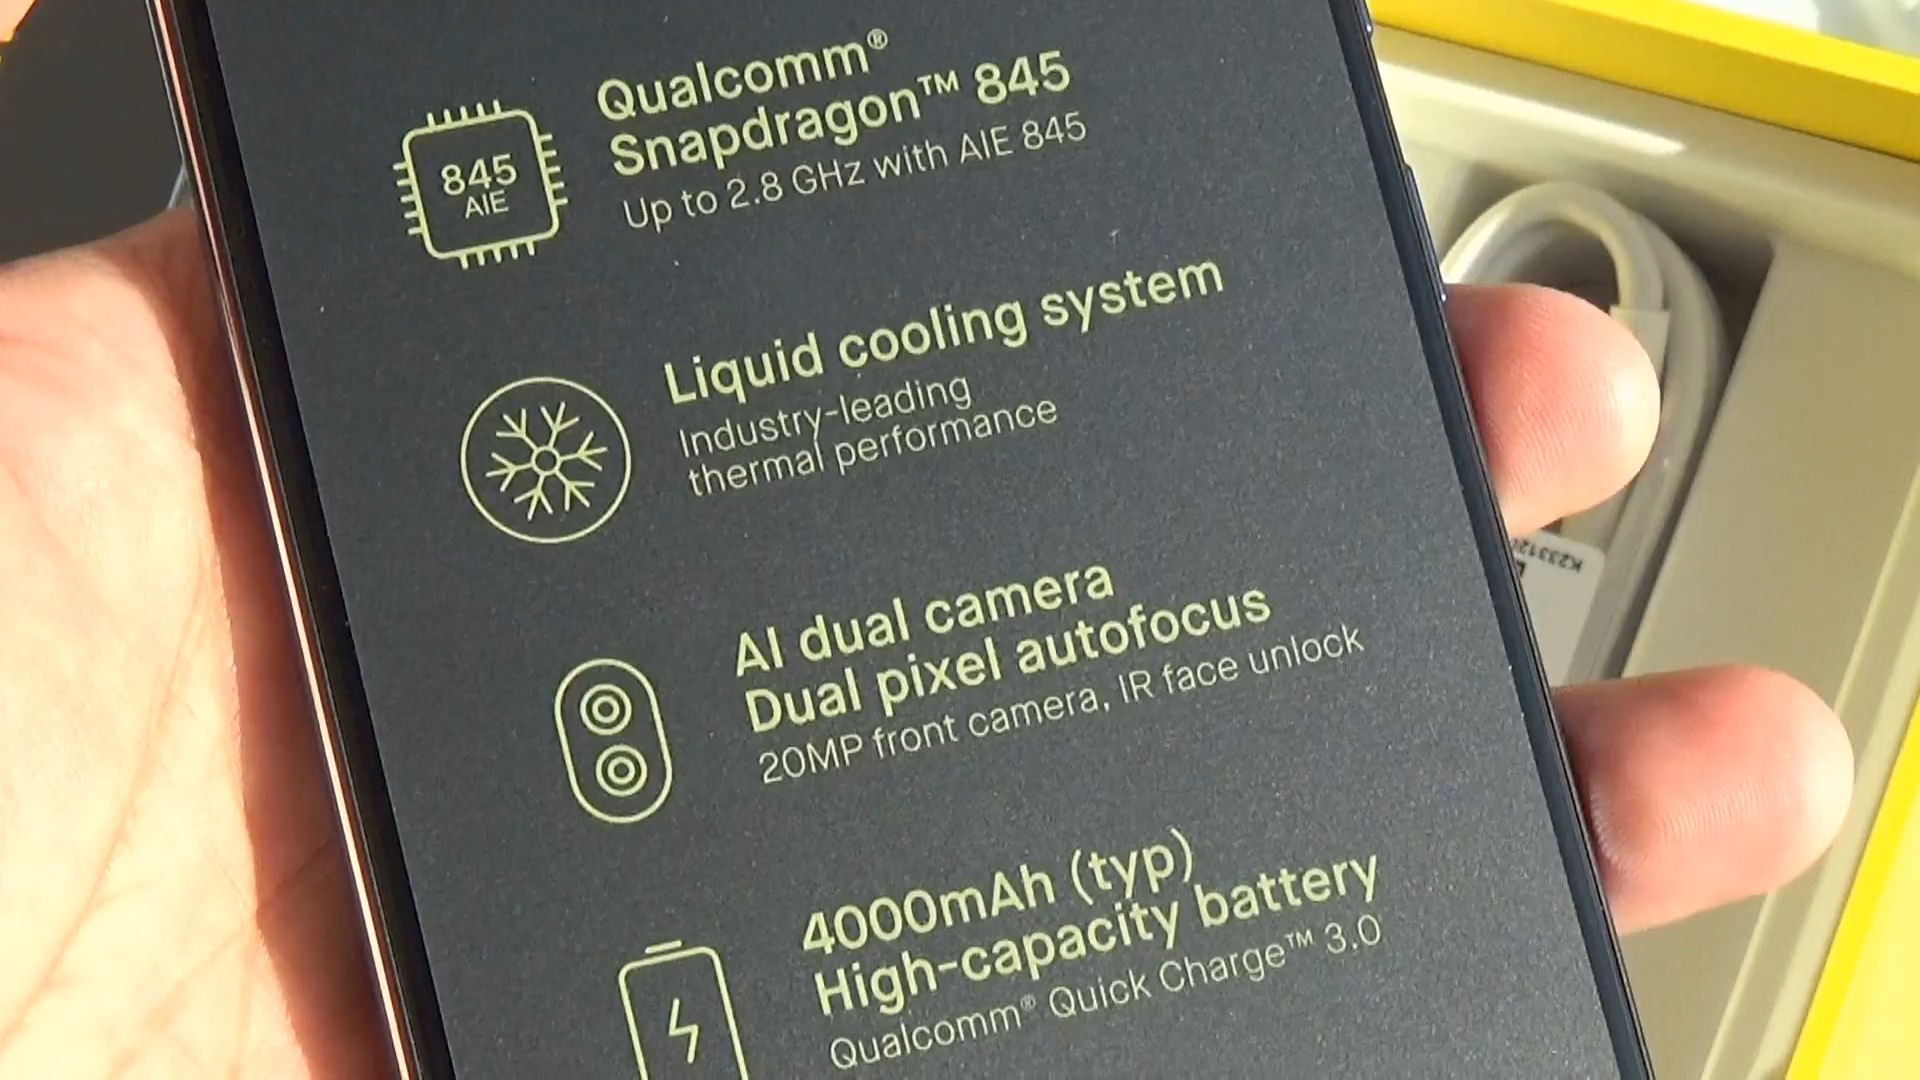 845
AIE
Qualcomm®
Snapdragon™ 845
Up to 2.8 GHz with AIE 845
Liquid cooling system
Industry-leading
thermal performance
AI dual camera
Dual pixel autofocus
20MP front camera, IR face unlock
4000mAh (typ)
High-capacity battery
Qualcomm® Quick Charge™ 3.0